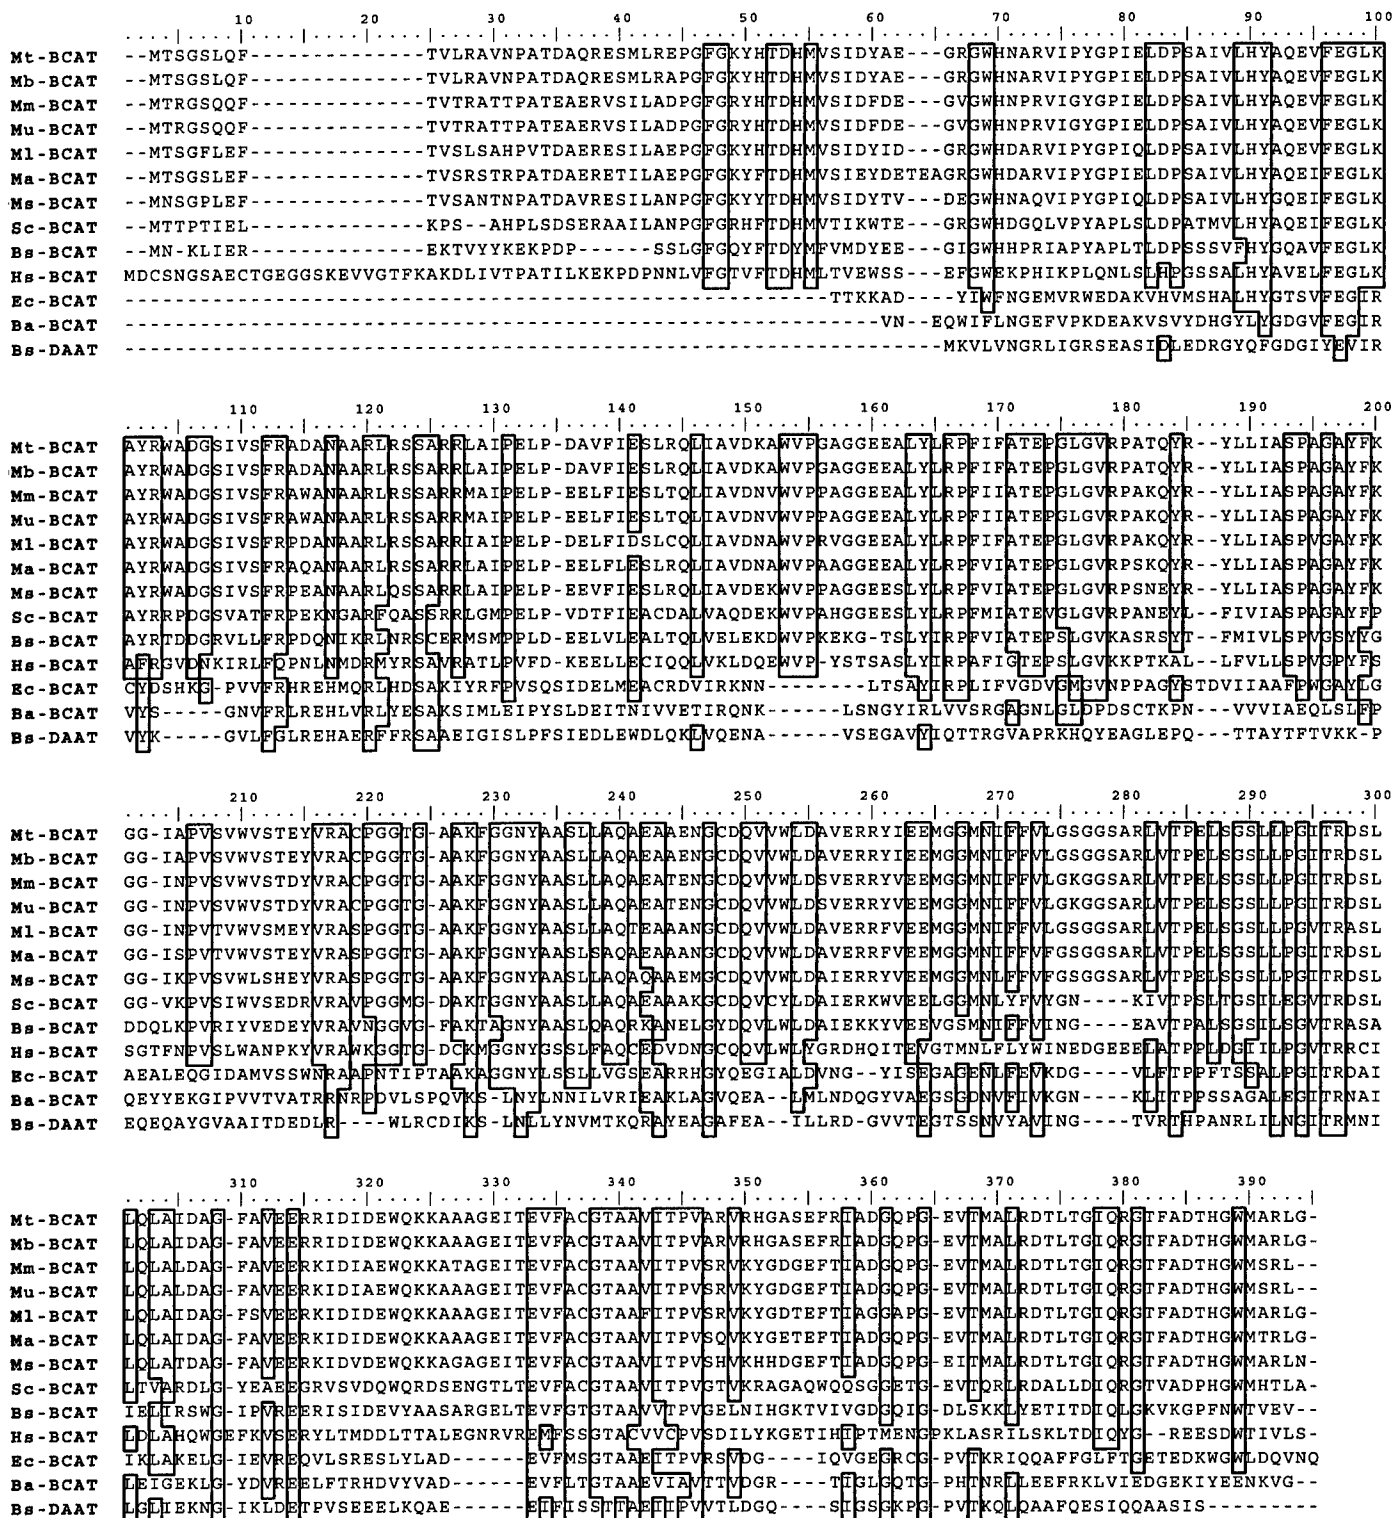 10 20 30 40 50 60 70 80 90 100
Mt-BCAT --MTSGSLQF--------------TVLRAVNPATDAQRESMLREPGFGKYHTDHMVSIDYAE---GRGWHNARVIPYGPIELDPSAIVLHYAQEVFEGLK
Mb-BCAT --MTSGSLQF--------------TVLRAVNPATDAQRESMLRAPGFGKYHTDHMVSIDYAE---GRGWHNARVIPYGPIELDPSAIVLHYAQEVFEGLK
Mm-BCAT --MTRGSQQF--------------TVTRATTPATEAERVSILADPGFGRYHTDHMVSIDFDE---GVGWHNPRVIGYGPIELDPSAIVLHYAQEVFEGLK
Mu-BCAT --MTRGSQQF--------------TVTRATTPATEAERVSILADPGFGRYHTDHMVSIDFDE---GVGWHNPRVIGYGPIELDPSAIVLHYAQEVFEGLK
Ml-BCAT --MTSGFLEF--------------TVSLSAHPVTDAERESILAEPGFGKYHTDHMVSIDYID---GRGWHDARVIPYGPIQLDPSAIVLHYAQEVFEGLK
Ma-BCAT --MTSGSLEF--------------TVSRSTRPATDAERETILAEPGFGKYFTDHMVSIEYDETEAGRGWHDARVIPYGPIELDPSAIVLHYAQEIFEGLK
Ms-BCAT --MNSGPLEF--------------TVSANTNPATDAVRESILANPGFGKYYTDHMVSIDYTV---DEGWHNAQVIPYGPIQLDPSAIVLHYGQEIFEGLK
Sc-BCAT --MTTPTIEL--------------KPS--AHPLSDSERAAILANPGFGRHFTDHMVTIKWTE---GRGWHDGQLVPYAPLSLDPATMVLHYAQEIFEGLK
Bs-BCAT --MN-KLIER--------------EKTVYYKEKPDP------SSLGFGQYFTDYMFVMDYEE---GIGWHHPRIAPYAPLTLDPSSSVFHYGQAVFEGLK
Hs-BCAT MDCSNGSAECTGEGGSKEVVGTFKAKDLIVTPATILKEKPDPNNLVFGTVFTDHMLTVEWSS---EFGWEKPHIKPLQNLSLHPGSSALHYAVELFEGLK
Ec-BCAT --------------------------------------------------------TTKKAD---YIWFNGEMVRWEDAKVHVMSHALHYGTSVFEGIR
Ba-BCAT ------------------------------------------------------------VN--EQWIFLNGEFVPKDEAKVSVYDHGYLYGDGVFEGIR
Bs-DAAT -----------------------------------------------------------------MKVLVNGRLIGRSEASIDLEDRGYQFGDGIYEVIR
110 120 130 140 150 160 170 180 190 200
Mt-BCAT AYRWADGSIVSFRADANAARLRSSARRLAIPELP-DAVFIESLRQLIAVDKAWVPGAGGEEALYLRPFIFATEPGLGVRPATQYR--YLLIASPAGAYFK
Mb-BCAT AYRWADGSIVSFRADANAARLRSSARRLAIPELP-DAVFIESLRQLIAVDKAWVPGAGGEEALYLRPFIFATEPGLGVRPATQYR--YLLIASPAGAYFK
Mm-BCAT AYRWADGSIVSFRAWANAARLRSSARRMAIPELP-EELFIESLTQLIAVDNVWVPPAGGEEALYLRPFIIATEPGLGVRPAKQYR--YLLIASPAGAYFK
Mu-BCAT AYRWADGSIVSFRAWANAARLRSSARRMAIPELP-EELFIESLTQLIAVDNVWVPPAGGEEALYLRPFIIATEPGLGVRPAKQYR--YLLIASPAGAYFK
Ml-BCAT AYRWADGSIVSFRPDANAARLRSSARRIAIPELP-DELFIDSLCQLIAVDNAWVPRVGGEEALYLRPFIFATEPGLGVRPAKQYR--YLLIASPVGAYFK
Ma-BCAT AYRWADGSIVSFRAQANAARLRSSARRLAIPELP-EELFLESLRQLIAVDNAWVPAAGGEEALYLRPFVIATEPGLGVRPSKQYR--YLLIASPAGAYFK
Ms-BCAT AYRWADGSIVSFRPEANAARLQSSARRLAIPELP-EEVFIESLRQLIAVDEKWVPPAGGEESLYLRPFVIATEPGLGVRPSNEYR--YLLIASPAGAYFK
Sc-BCAT AYRRPDGSVATFRPEKNGARFQASSRRLGMPELP-VDTFIEACDALVAQDEKWVPAHGGEESLYLRPFMIATEVGLGVRPANEYL--FIVIASPAGAYFP
Bs-BCAT AYRTDDGRVLLFRPDQNIKRLNRSCERMSMPPLD-EELVLEALTQLVELEKDWVPKEKG-TSLYIRPFVIATEPSLGVKASRSYT--FMIVLSPVGSYYG
Hs-BCAT AFRGVDNKIRLFQPNLNMDRMYRSAVRATLPVFD-KEELLECIQQLVKLDQEWVP-YSTSASLYIRPAFIGTEPSLGVKKPTKAL--LFVLLSPVGPYFS
Ec-BCAT CYDSHKG-PVVFRHREHMQRLHDSAKIYRFPVSQSIDELMEACRDVIRKNN------LTSAYIRPLIFVGDVGMGVNPPAGYSTDVIIAAFPWGAYLG
Ba-BCAT VYS-----GNVFRLREHLVRLYESAKSIMLEIPYSLDEITNIVVETIRQNK------LSNGYIRLVVSRGAGNLGLDPDSCTKPN---VVVIAEQLSLFP
Bs-DAAT VYK-----GVLFGLREHAERFFRSAAEIGISLPFSIEDLEWDLQKLVQENA------VSEGAVYIQTTRGVAPRKHQYEAGLEPQ---TTAYTFTVKK-P
210 220 230 240 250 260 270 280 290 300
Mt-BCAT GG-IAPVSVWVSTEYVRACPGGTG-AAKFGGNYAASLLAQAEAAENGCDQVVWLDAVERRYIEEMGGMNIFFVLGSGGSARLVTPELSGSLLPGITRDSL
Mb-BCAT GG-IAPVSVWVSTEYVRACPGGTG-AAKFGGNYAASLLAQAEAAENGCDQVVWLDAVERRYIEEMGGMNIFFVLGSGGSARLVTPELSGSLLPGITRDSL
Mm-BCAT GG-INPVSVWVSTDYVRACPGGTG-AAKFGGNYAASLLAQAEATENGCDQVVWLDSVERRYVEEMGGMNIFFVLGKGGSARLVTPELSGSLLPGITRDSL
Mu-BCAT GG-INPVSVWVSTDYVRACPGGTG-AAKFGGNYAASLLAQAEATENGCDQVVWLDSVERRYVEEMGGMNIFFVLGKGGSARLVTPELSGSLLPGITRDSL
Ml-BCAT GG-INPVTVWVSMEYVRASPGGTG-AAKFGGNYAASLLAQTEAAANGCDQVVWLDAVERRFVEEMGGMNIFFVLGSGGSARLVTPELSGSLLPGVTRASL
Ma-BCAT GG-ISPVTVWVSTEYVRASPGGTG-AAKFGGNYAASLSAQAEAAANGCDQVVWLDAVERRFVEEMGGMNIFFVLGSGGSARLVTPELSGSLLPGITRDSL
Ms-BCAT GG-IKPVSVWLSHEYVRASPGGTG-AAKFGGNYAASLLAQAQAAEMGCDQVVWLDAIERRYVEEMGGMNLFFVFGSGGSARLVTPELSGSLLPGITRDSL
Sc-BCAT GG-VKPVSIWVSEDRVRAVPGGMG-DAKTGGNYAASLLAQAEAAAKGCDQVCYLDAIERKWVEELGGMNLYFVYGN----KIVTPSLTGSILEGVTRDSL
Bs-BCAT DDQLKPVRIYVEDEYVRAVNGGVG-FAKTAGNYAASLQAQRKANELGYDQVLWLDAIEKKYVEEVGSMNIFFVING----EAVTPALSGSILSGVTRASA
Hs-BCAT SGTFNPVSLWANPKYVRAWKGGTG-DCKMGGNYGSSLFAQCEDVDNGCQQVLWLYGRDHQITEVGTMNLFLYWINEDGEEELATPPLDGIILPGVTRRCI
Ec-BCAT AEALEQGIDAMVSSWNRAAPNTIPTAAKAGGNYLSSLLVGSEARRHGYQEGIALDVNG--YISEGAGENLFEVKDG----VLFTPPFTSSALPGITRDAI
Ba-BCAT QEYYEKGIPVVTVATRRNRPDVLSPQVKS-LNYLNNILVRIEAKLAGVQEA--LMLNDQGYVAEGSGDNVFIVKGN----KLITPPSSAGALEGITRNAI
Bs-DAAT EQEQAYGVAAITDEDLR----WLRCDIKS-LNLLYNVMTKQRAYEAGAFEA--ILLRD-GVVTEGTSSNVYAVING----TVRTHPANRLILNGITRMNI
310 320 330 340 350 360 370 380 390
Mt-BCAT LQLAIDAG-FAVEERRIDIDEWQKKAAAGEITEVFACGTAAVITPVARVRHGASEFRIADGQPG-EVTMALRDTLTGIQRGTFADTHGWMARLG-
Mb-BCAT LQLAIDAG-FAVEERRIDIDEWQKKAAAGEITEVFACGTAAVITPVARVRHGASEFRIADGQPG-EVTMALRDTLTGIQRGTFADTHGWMARLG-
Mm-BCAT LQLALDAG-FAVEERKIDIAEWQKKATAGEITEVFACGTAAVITPVSRVKYGDGEFTIADGQPG-EVTMALRDTLTGIQRGTFADTHGWMSRL--
Mu-BCAT LQLALDAG-FAVEERKIDIAEWQKKAAAGEITEVFACGTAAVITPVSRVKYGDGEFTIADGQPG-EVTMALRDTLTGIQRGTFADTHGWMSRL--
Ml-BCAT LQLAIDAG-FSVEERKIDIDEWQKKAAAGEITEVFACGTAAFITPVSRVKYGDTEFTIAGGAPG-EVTMALRDTLTGIQRGTFADTHGWMARLG-
Ma-BCAT LQLAIDAG-FAVEERKIDIDEWQKKAAAGEITEVFACGTAAVITPVSQVKYGETEFTIADGQPG-EVTMALRDTLTGIQRGTFADTHGWMTRLG-
Ms-BCAT LQLATDAG-FAVEERKIDVDEWQKKAGAGEITEVFACGTAAVITPVSHVKHHDGEFTIADGQPG-EITMALRDTLTGIQRGTFADTHGWMARLN-
Sc-BCAT LTVARDLG-YEAEEGRVSVDQWQRDSENGTLTEVFACGTAAVITPVGTVKRAGAQWQQSGGETG-EVTQRLRDALLDIQRGTVADPHGWMHTLA-
Bs-BCAT IELIRSWG-IPVREERISIDEVYAASARGELTEVFGTGTAAVVTPVGELNIHGKTVIVGDGQIG-DLSKKLYETITDIQLGKVKGPFNWTVEV--
Hs-BCAT LDLAHQWGEFKVSERYLTMDDLTTALEGNRVREMFSSGTACVVCPVSDILYKGETIHIPTMENGPKLASRILSKLTDIQYG--REESDWTIVLS-
Ec-BCAT IKLAKELG-IEVREQVLSRESLYLAD------EVFMSGTAAEITPVRSVDG----IQVGEGRCG-PVTKRIQQAFFGLFTGETEDKWGWLDQVNQ
Ba-BCAT LEIGEKLG-YDVREELFTRHDVYVAD------EVFLTGTAAEVIAVTTVDGR---TIGLGQTG-PHTNRLLEEFRKLVIEDGEKIYEENKVG--
Bs-DAAT LGLIEKNG-IKLDETPVSEEELKQAE------EIFISSTTAEIIPVVTLDGQ---SIGSGKPG-PVTKQLQAAFQESIQQAASIS---------